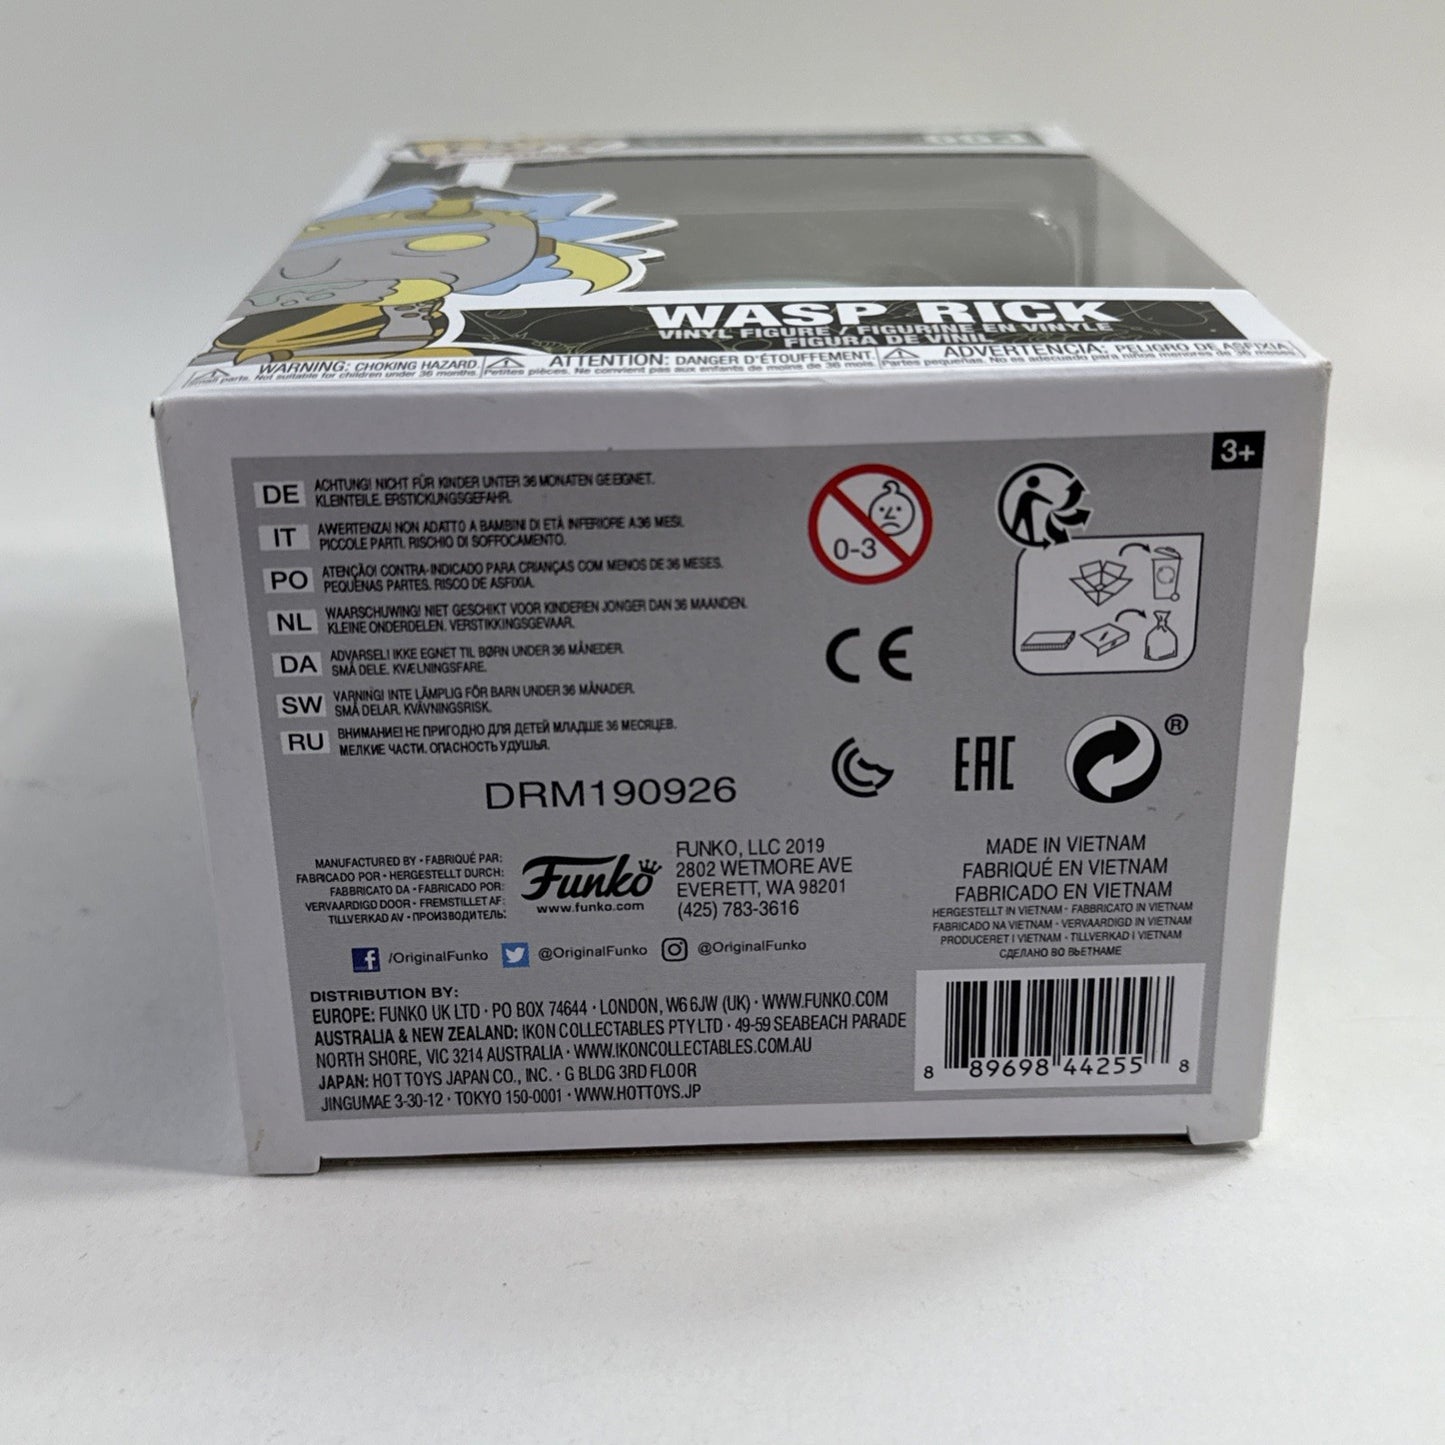 663
WASP RICK
VINYL FIGURE / FIGURINE EN VINYLE
FIGURA DE VINIL
WARNING: CHOKING HAZARD.
Small parts. Not suitable for children under 36 months.
ATTENTION: DANGER D'ÉTOUFFEMENT.
Petites pièces. Ne convient pas aux enfants de moins de 36 mois.
ADVERTENCIA: PELIGRO DE ASFIXIA
Partes pequeñas. No es adecuado para niños menores de 36 meses
3+
DE ACHTUNG! NICHT FÜR KINDER UNTER 36 MONATEN GEEIGNET.
KLEINTEILE. ERSTICKUNGSGEFAHR.
IT AWERTENZA! NON ADATTO A BAMBINI DI ETÀ INFERIORE A 36 MESI.
PICCOLE PARTI. RISCHIO DI SOFFOCAMENTO.
PO ATENÇÃO! CONTRA-INDICADO PARA CRIANÇAS COM MENOS DE 36 MESES.
PEQUENAS PARTES. RISCO DE ASFIXIA.
NL WAARSCHUWING! NIET GESCHIKT VOOR KINDEREN JONGER DAN 36 MAANDEN.
KLEINE ONDERDELEN. VERSTIKKINGSGEVAAR.
DA ADVARSEL! IKKE EGNET TIL BØRN UNDER 36 MÅNEDER.
SMÅ DELE. KVÆLNINGSFARE.
SW VARNING! INTE LÄMPLIG FÖR BARN UNDER 36 MÅNADER.
SMÅ DELAR. KVÄVNINGSRISK.
RU ВНИМАНИЕ! НЕ ПРИГОДНО ДЛЯ ДЕТЕЙ МЛАДШЕ 36 МЕСЯЦЕВ.
МЕЛКИЕ ЧАСТИ. ОПАСНОСТЬ УДУШЬЯ.
0-3
CE
EAC
®
DRM190926
MANUFACTURED BY • FABRIQUÉ PAR:
FABRICADO POR • HERGESTELLT DURCH:
FABBRICATO DA • FABRICADO POR:
VERVAARDIGD DOOR • FREMSTILLET AF:
TILLVERKAD AV • ПРОИЗВОДИТЕЛЬ:
Funko
www.funko.com
FUNKO, LLC 2019
2802 WETMORE AVE
EVERETT, WA 98201
(425) 783-3616
MADE IN VIETNAM
FABRIQUÉ EN VIETNAM
FABRICADO EN VIETNAM
HERGESTELLT IN VIETNAM • FABBRICATO IN VIETNAM
FABRICADO NA VIETNAM • VERVAARDIGD IN VIETNAM
PRODUCERET I VIETNAM • TILLVERKAD I VIETNAM
СДЕЛАНО ВО ВЬЕТНАМЕ
f /OriginalFunko @OriginalFunko @OriginalFunko
DISTRIBUTION BY:
EUROPE: FUNKO UK LTD • PO BOX 74644 • LONDON, W6 6JW (UK) • WWW.FUNKO.COM
AUSTRALIA & NEW ZEALAND: IKON COLLECTABLES PTY LTD • 49-59 SEABEACH PARADE
NORTH SHORE, VIC 3214 AUSTRALIA • WWW.IKONCOLLECTABLES.COM.AU
JAPAN: HOT TOYS JAPAN CO., INC. • G BLDG 3RD FLOOR
JINGUMAE 3-30-12 • TOKYO 150-0001 • WWW.HOTTOYS.JP
8 89698 44255 8